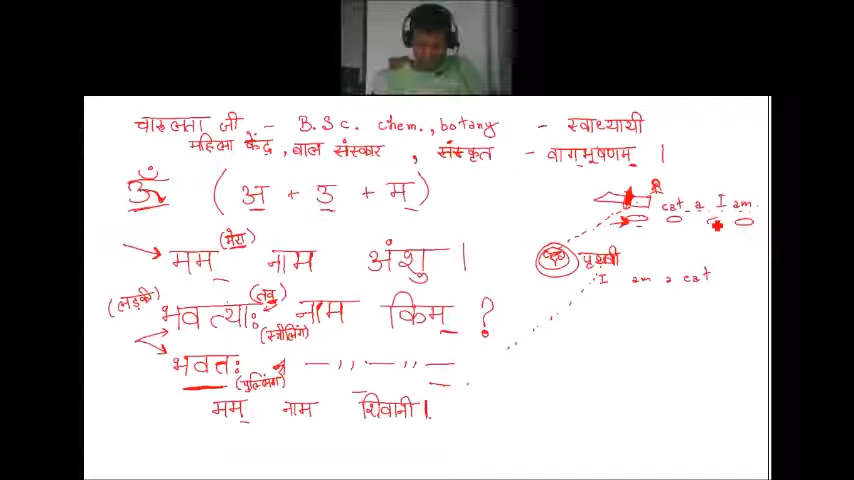 चारुलता जी - B.Sc. chem., botany - स्वाध्यायी
महिला केंद्र, बाल संस्कार, संस्कृत - वाग्भूषणम् ।
ॐ (अ + उ + म्)
cat a I am
(मेरा)
मम नाम अंशु ।
पृथ्वी
I am a cat
(लड़की) (तव)
भवत्याः नाम किम ?
(स्त्रीलिंग)
भवतः — ,, — ,, —
(पुल्लिंग)
मम् नाम शिवानी ।